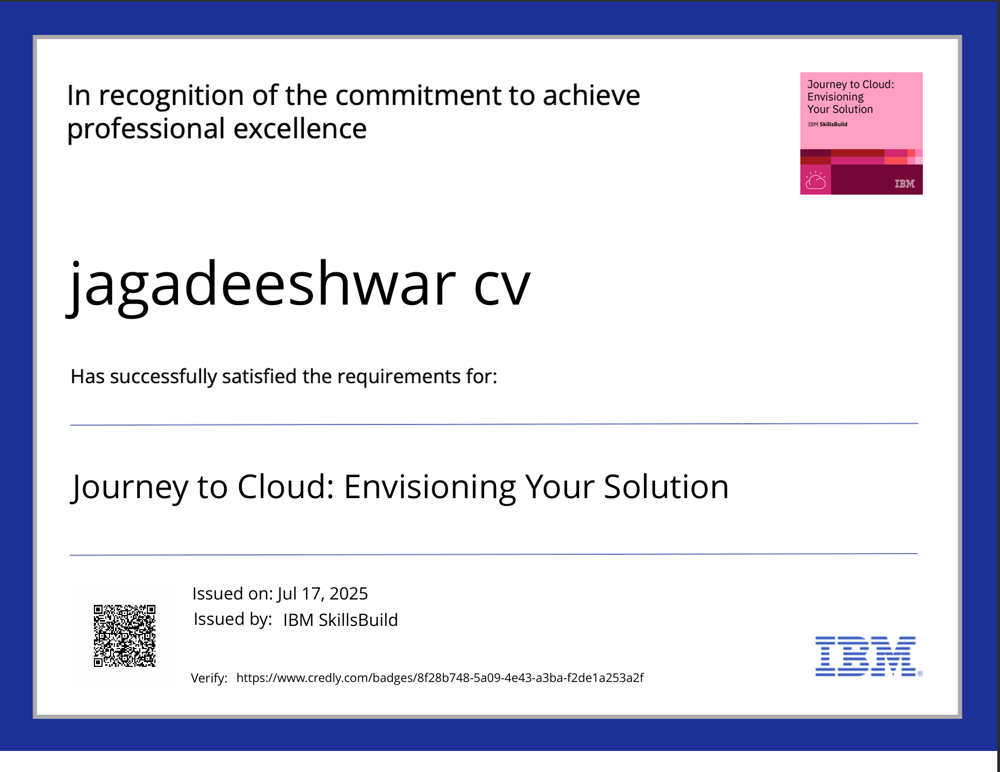 In recognition of the commitment to achieve
professional excellence
Journey to Cloud:
Envisioning
Your Solution
IBM SkillsBuild
IBM
jagadeeshwar cv
Has successfully satisfied the requirements for:
Journey to Cloud: Envisioning Your Solution
Issued on: Jul 17, 2025
Issued by: IBM SkillsBuild
Verify: https://www.credly.com/badges/8f28b748-5a09-4e43-a3ba-f2de1a253a2f
IBM®